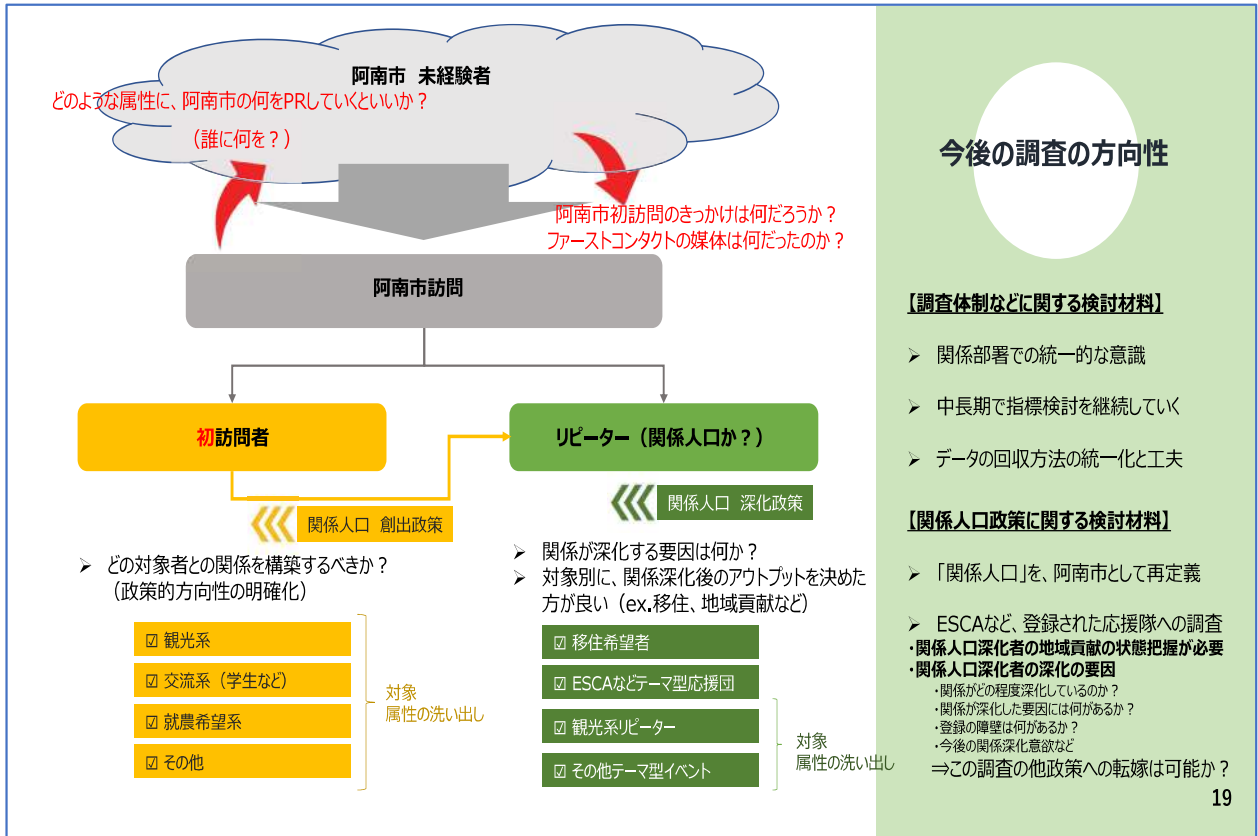 阿南市 未経験者
どのような属性に、阿南市の何をPRしていくといいか？
（誰に何を？）
阿南市初訪問のきっかけは何だろうか？
ファーストコンタクトの媒体は何だったのか？
阿南市訪問
初訪問者
リピーター（関係人口か？）
関係人口 創出政策
関係人口 深化政策
➢ どの対象者との関係を構築するべきか？
（政策的方向性の明確化）
☑ 観光系
☑ 交流系（学生など）
☑ 就農希望系
☑ その他
対象
属性の洗い出し
➢ 関係が深化する要因は何か？
➢ 対象別に、関係深化後のアウトプットを決めた
方が良い（ex.移住、地域貢献など）
☑ 移住希望者
☑ ESCAなどテーマ型応援団
☑ 観光系リピーター
☑ その他テーマ型イベント
対象
属性の洗い出し
今後の調査の方向性
【調査体制などに関する検討材料】
➢ 関係部署での統一的な意識
➢ 中長期で指標検討を継続していく
➢ データの回収方法の統一化と工夫
【関係人口政策に関する検討材料】
➢ 「関係人口」を、阿南市として再定義
➢ ESCAなど、登録された応援隊への調査
・関係人口深化者の地域貢献の状態把握が必要
・関係人口深化者の深化の要因
・関係がどの程度深化しているのか？
・関係が深化した要因には何があるか？
・登録の障壁は何があるか？
・今後の関係深化意欲など
⇒この調査の他政策への転嫁は可能か？
19